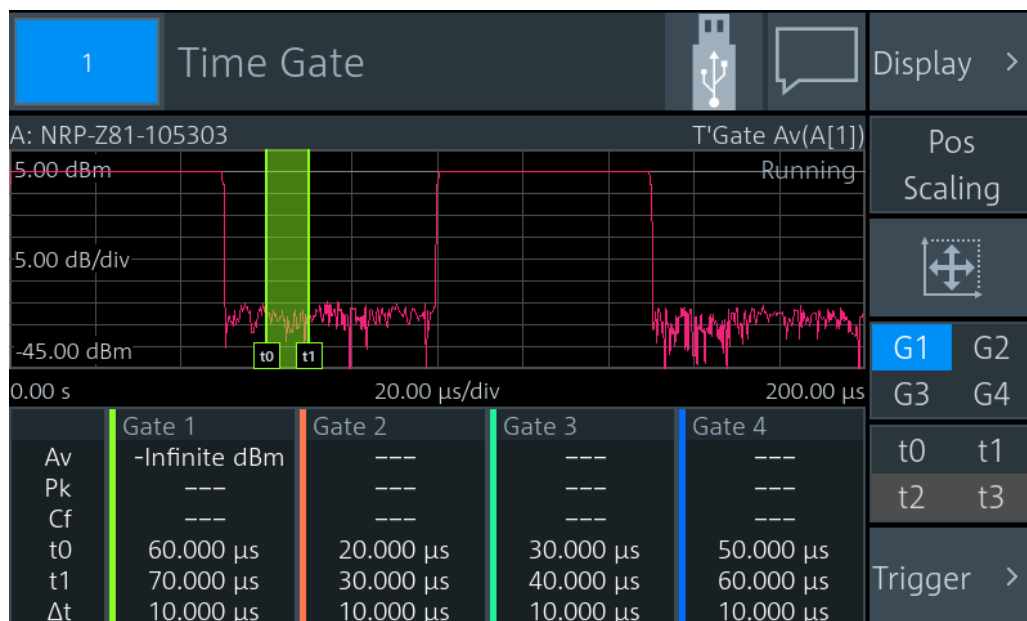 1
Time Gate
Display >
A: NRP-Z81-105303
T'Gate Av(A[1])
Pos
Scaling
5.00 dBm
Running
5.00 dB/div
-45.00 dBm
t0 t1
0.00 s
20.00 µs/div
200.00 µs
G1 G2
G3 G4
Gate 1 Gate 2 Gate 3 Gate 4
Av -Infinite dBm --- --- ---
Pk --- --- --- ---
Cf --- --- --- ---
t0 60.000 µs 20.000 µs 30.000 µs 50.000 µs
t1 70.000 µs 30.000 µs 40.000 µs 60.000 µs
Δt 10.000 µs 10.000 µs 10.000 µs 10.000 µs
t0 t1
t2 t3
Trigger >